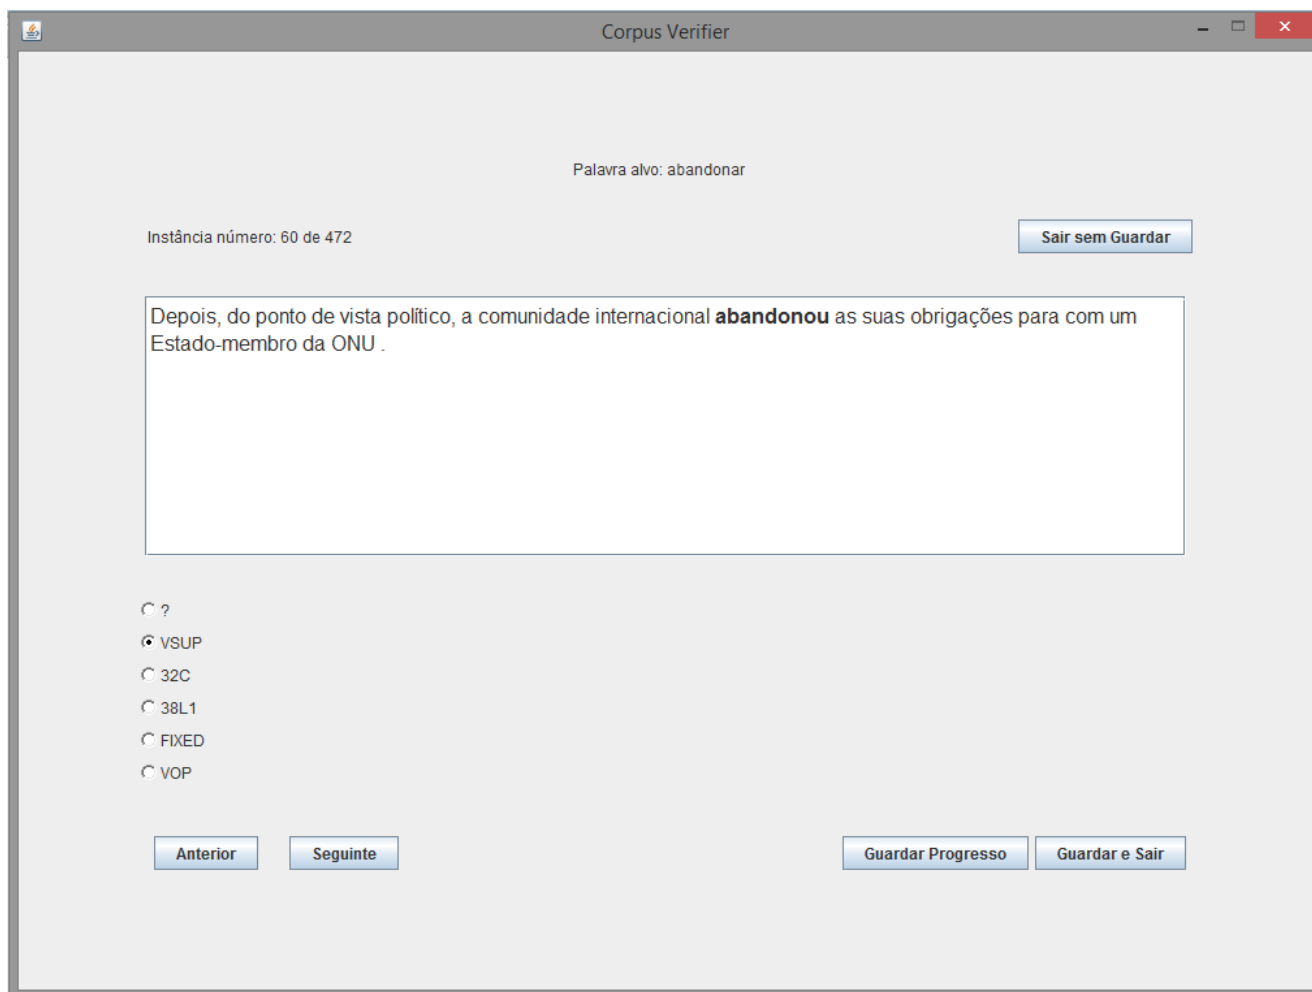 Corpus Verifier
Palavra alvo: abandonar
Instância número: 60 de 472
Sair sem Guardar
Depois, do ponto de vista político, a comunidade internacional abandonou as suas obrigações para com um
Estado-membro da ONU .
?
VSUP
32C
38L1
FIXED
VOP
Anterior
Seguinte
Guardar Progresso
Guardar e Sair